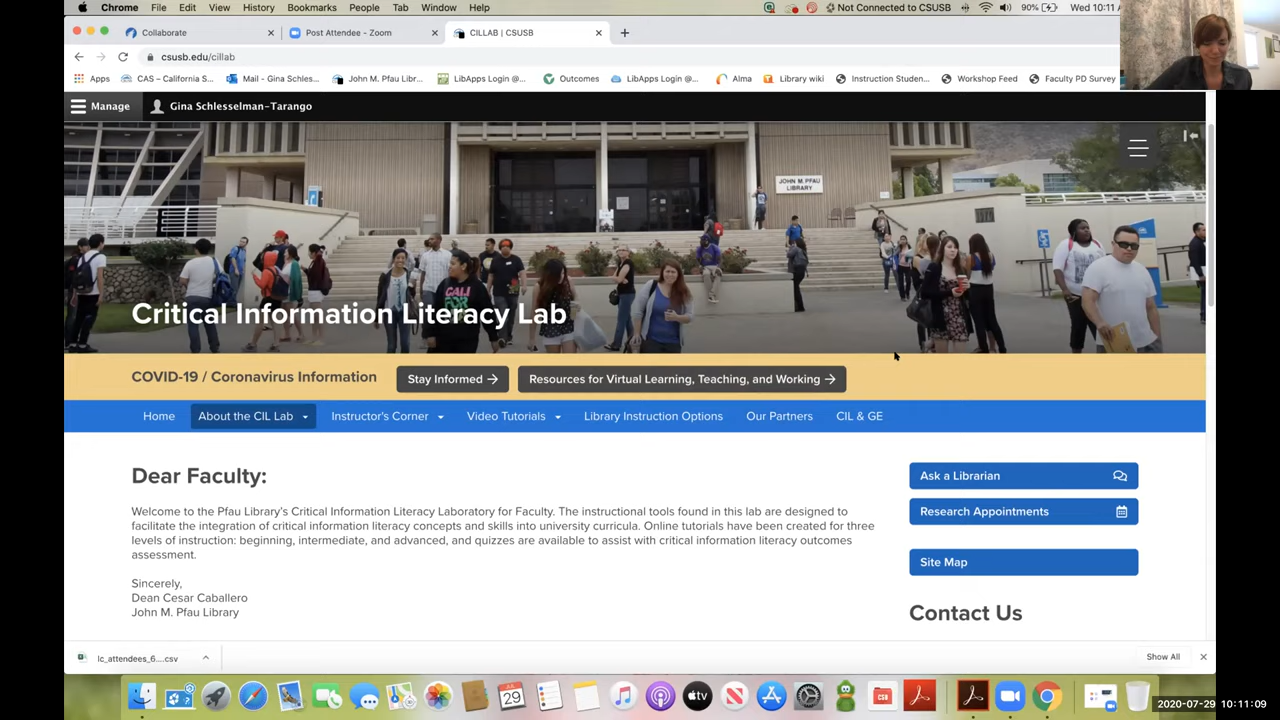 Chrome File Edit View History Bookmarks People Tab Window Help Not Connected to CSUSB 90% Wed 10:11 A
Collaborate Post Attendee - Zoom CILLAB | CSUSB
csusb.edu/cillab
Apps CAS – California S... Mail - Gina Schles... John M. Pfau Libr... LibApps Login @... Outcomes LibApps Login @... Alma Library wiki Instruction Studen... Workshop Feed Faculty PD Survey
Manage Gina Schlesselman-Tarango
JOHN M. PFAU
LIBRARY
CALI
FOR
Critical Information Literacy Lab
COVID-19 / Coronavirus Information Stay Informed Resources for Virtual Learning, Teaching, and Working
Home About the CIL Lab Instructor's Corner Video Tutorials Library Instruction Options Our Partners CIL & GE
Dear Faculty:
Ask a Librarian
Welcome to the Pfau Library's Critical Information Literacy Laboratory for Faculty. The instructional tools found in this lab are designed to
facilitate the integration of critical information literacy concepts and skills into university curricula. Online tutorials have been created for three
levels of instruction: beginning, intermediate, and advanced, and quizzes are available to assist with critical information literacy outcomes
assessment.
Research Appointments
Site Map
Sincerely,
Dean Cesar Caballero
John M. Pfau Library
Contact Us
lc_attendees_6....csv Show All
29
tv
2020-07-29 10:11:09